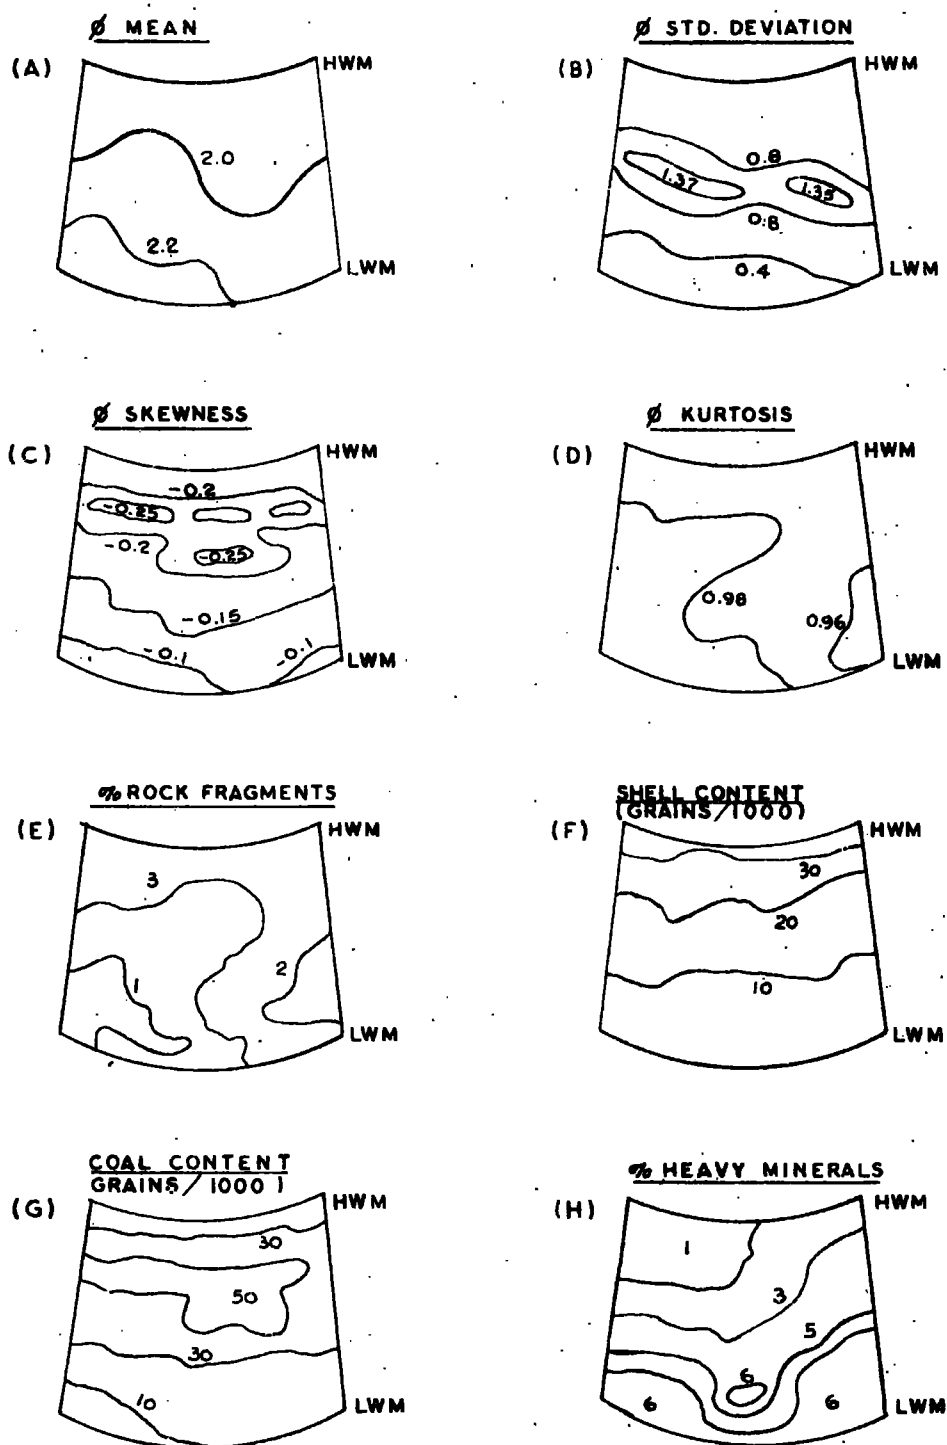 ø MEAN
(A)
HWM
2.0
2.2
LWM
ø STD. DEVIATION
(B)
HWM
0.8
1.37
1.35
0.8
0.4
LWM
ø SKEWNESS
(C)
HWM
-0.2
-0.25
-0.2
-0.25
-0.15
-0.1
-0.1
LWM
ø KURTOSIS
(D)
HWM
0.98
0.96
LWM
% ROCK FRAGMENTS
(E)
HWM
3
2
1
LWM
SHELL CONTENT
(GRAINS/1000)
(F)
HWM
30
20
10
LWM
COAL CONTENT
GRAINS/1000)
(G)
HWM
30
50
30
10
LWM
% HEAVY MINERALS
(H)
HWM
1
3
5
6
6
6
LWM